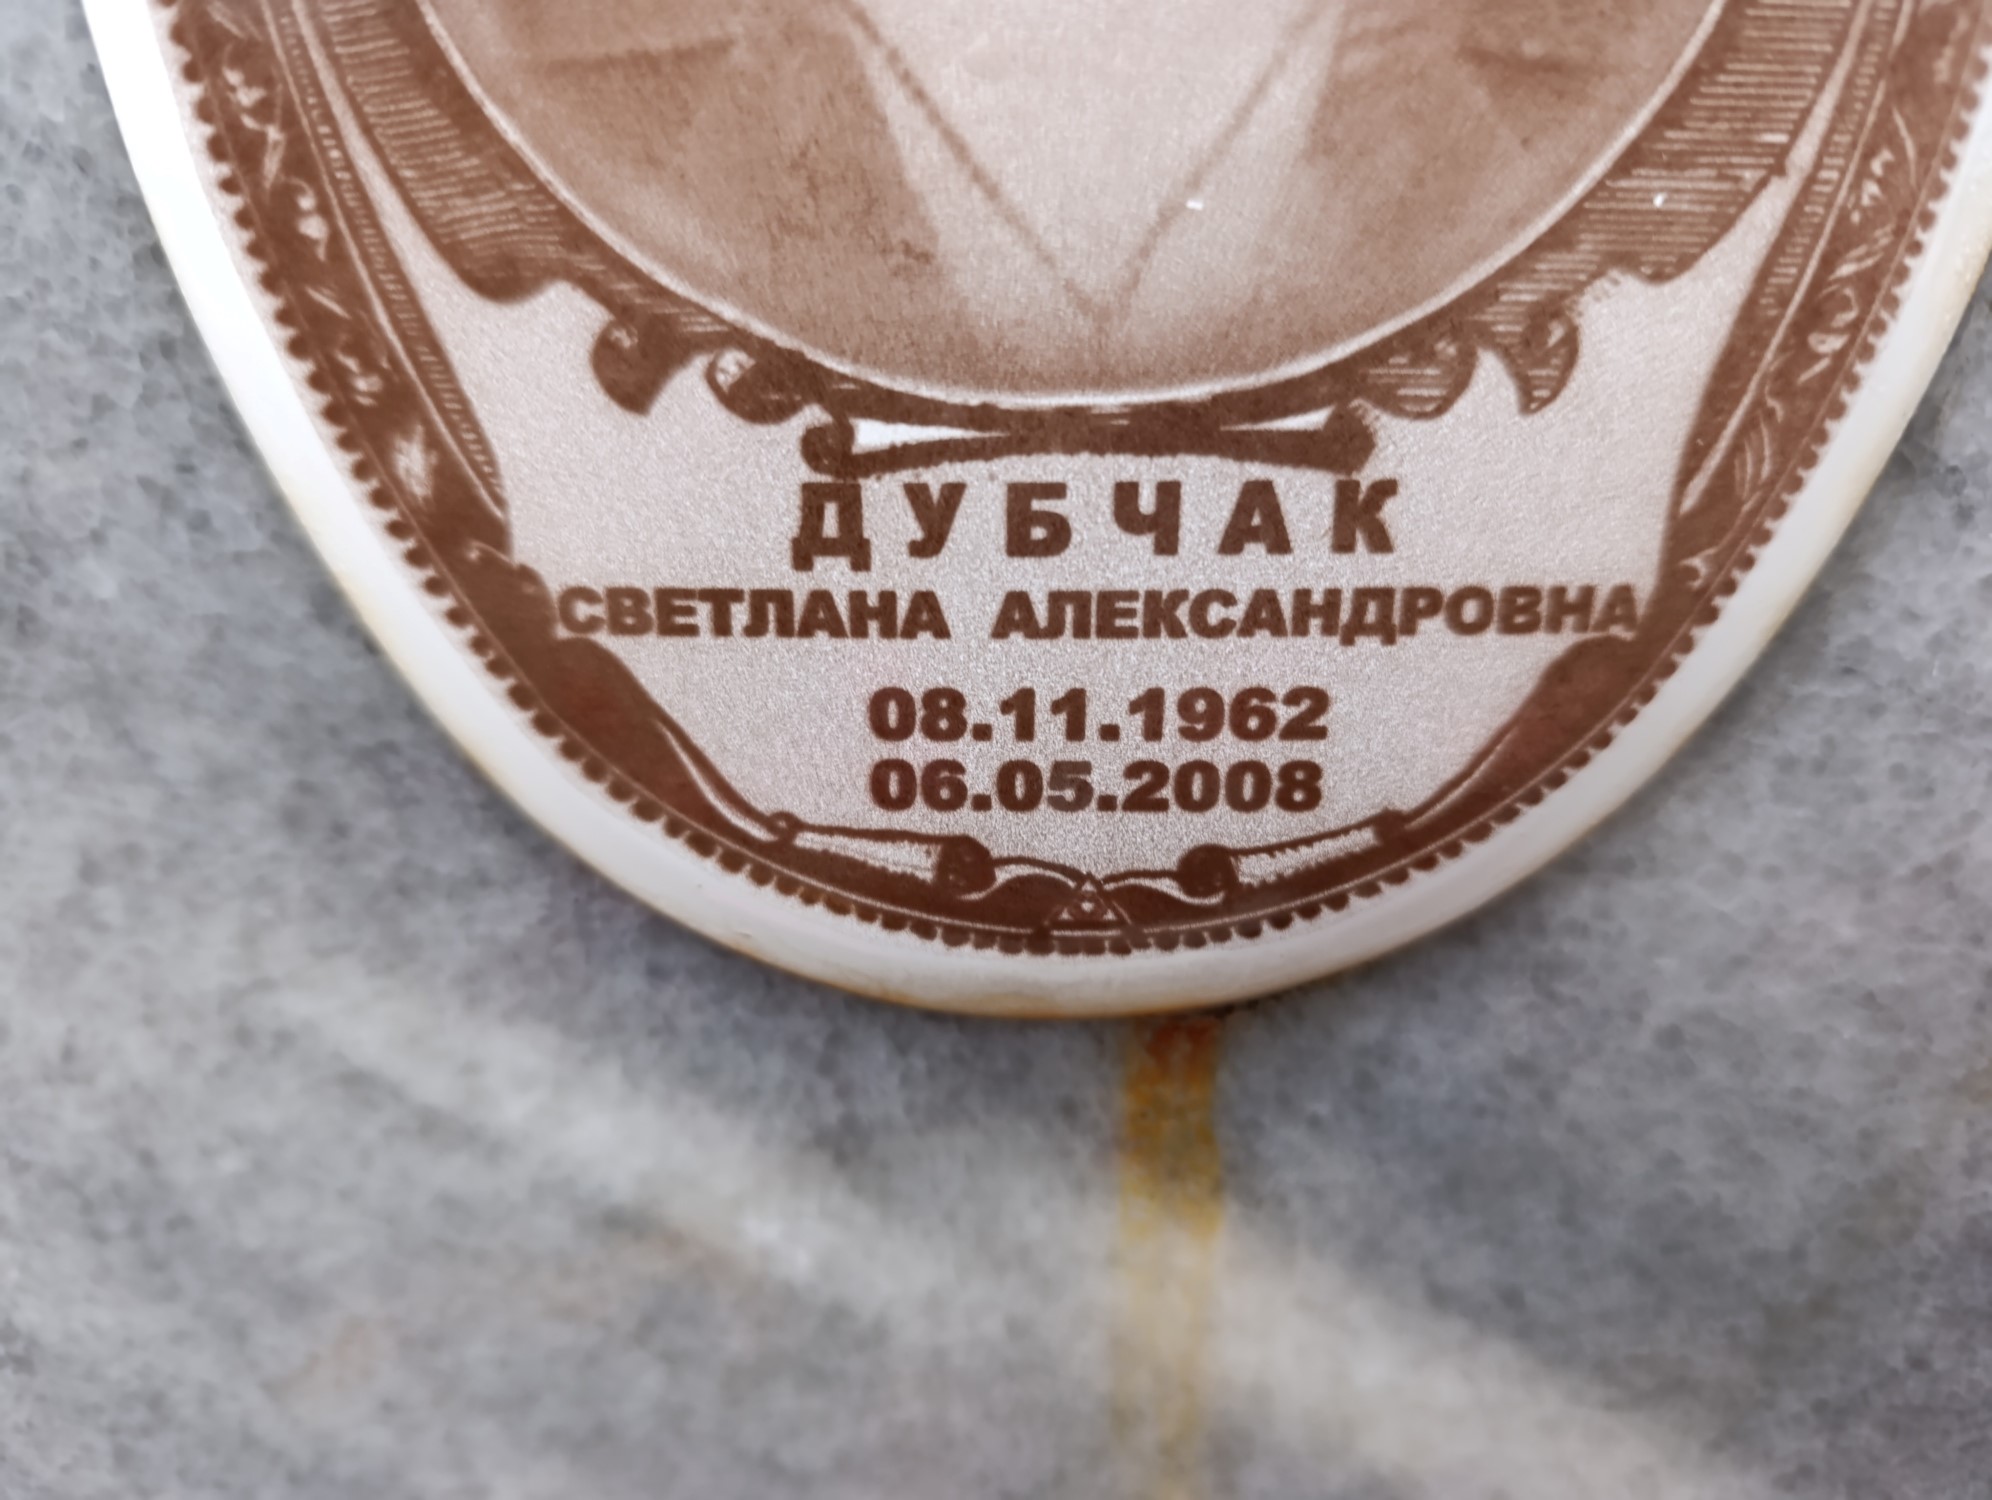 ДУБЧАК
СВЕТЛАНА АЛЕКСАНДРОВНА
08.11.1962
06.05.2008